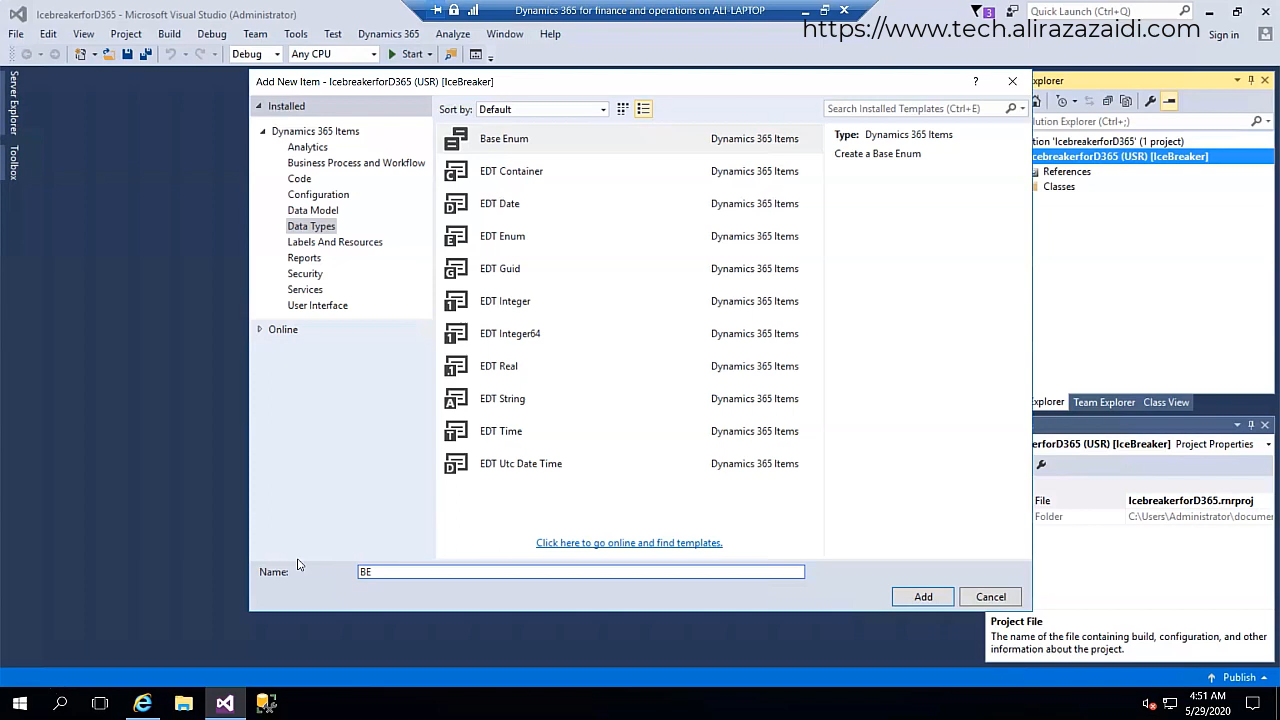 IcebreakerforD365 - Microsoft Visual Studio (Administrator)
Dynamics 365 for finance and operations on ALI-LAPTOP
3
Quick Launch (Ctrl+Q)
https://www.tech.alirazazaidi.com
File Edit View Project Build Debug Team Tools Test Dynamics 365 Analyze Window Help
Sign in
Debug Any CPU Start
Server Explorer
Toolbox
Add New Item - IcebreakerforD365 (USR) [IceBreaker]
?
Installed
Sort by: Default
Search Installed Templates (Ctrl+E)
Dynamics 365 Items
Analytics
Business Process and Workflow
Code
Configuration
Data Model
Data Types
Labels And Resources
Reports
Security
Services
User Interface
Online
Base Enum Dynamics 365 Items
EDT Container Dynamics 365 Items
EDT Date Dynamics 365 Items
EDT Enum Dynamics 365 Items
EDT Guid Dynamics 365 Items
EDT Integer Dynamics 365 Items
EDT Integer64 Dynamics 365 Items
EDT Real Dynamics 365 Items
EDT String Dynamics 365 Items
EDT Time Dynamics 365 Items
EDT Utc Date Time Dynamics 365 Items
Click here to go online and find templates.
Type: Dynamics 365 Items
Create a Base Enum
Name: BE
Add Cancel
xplorer
lution Explorer (Ctrl+;)
tion 'IcebreakerforD365' (1 project)
cebreakerforD365 (USR) [IceBreaker]
References
Classes
xplorer Team Explorer Class View
erforD365 (USR) [IceBreaker] Project Properties
File IcebreakerforD365.rnrproj
Folder C:\Users\Administrator\docume
Project File
The name of the file containing build, configuration, and other
information about the project.
Publish
4:51 AM
5/29/2020